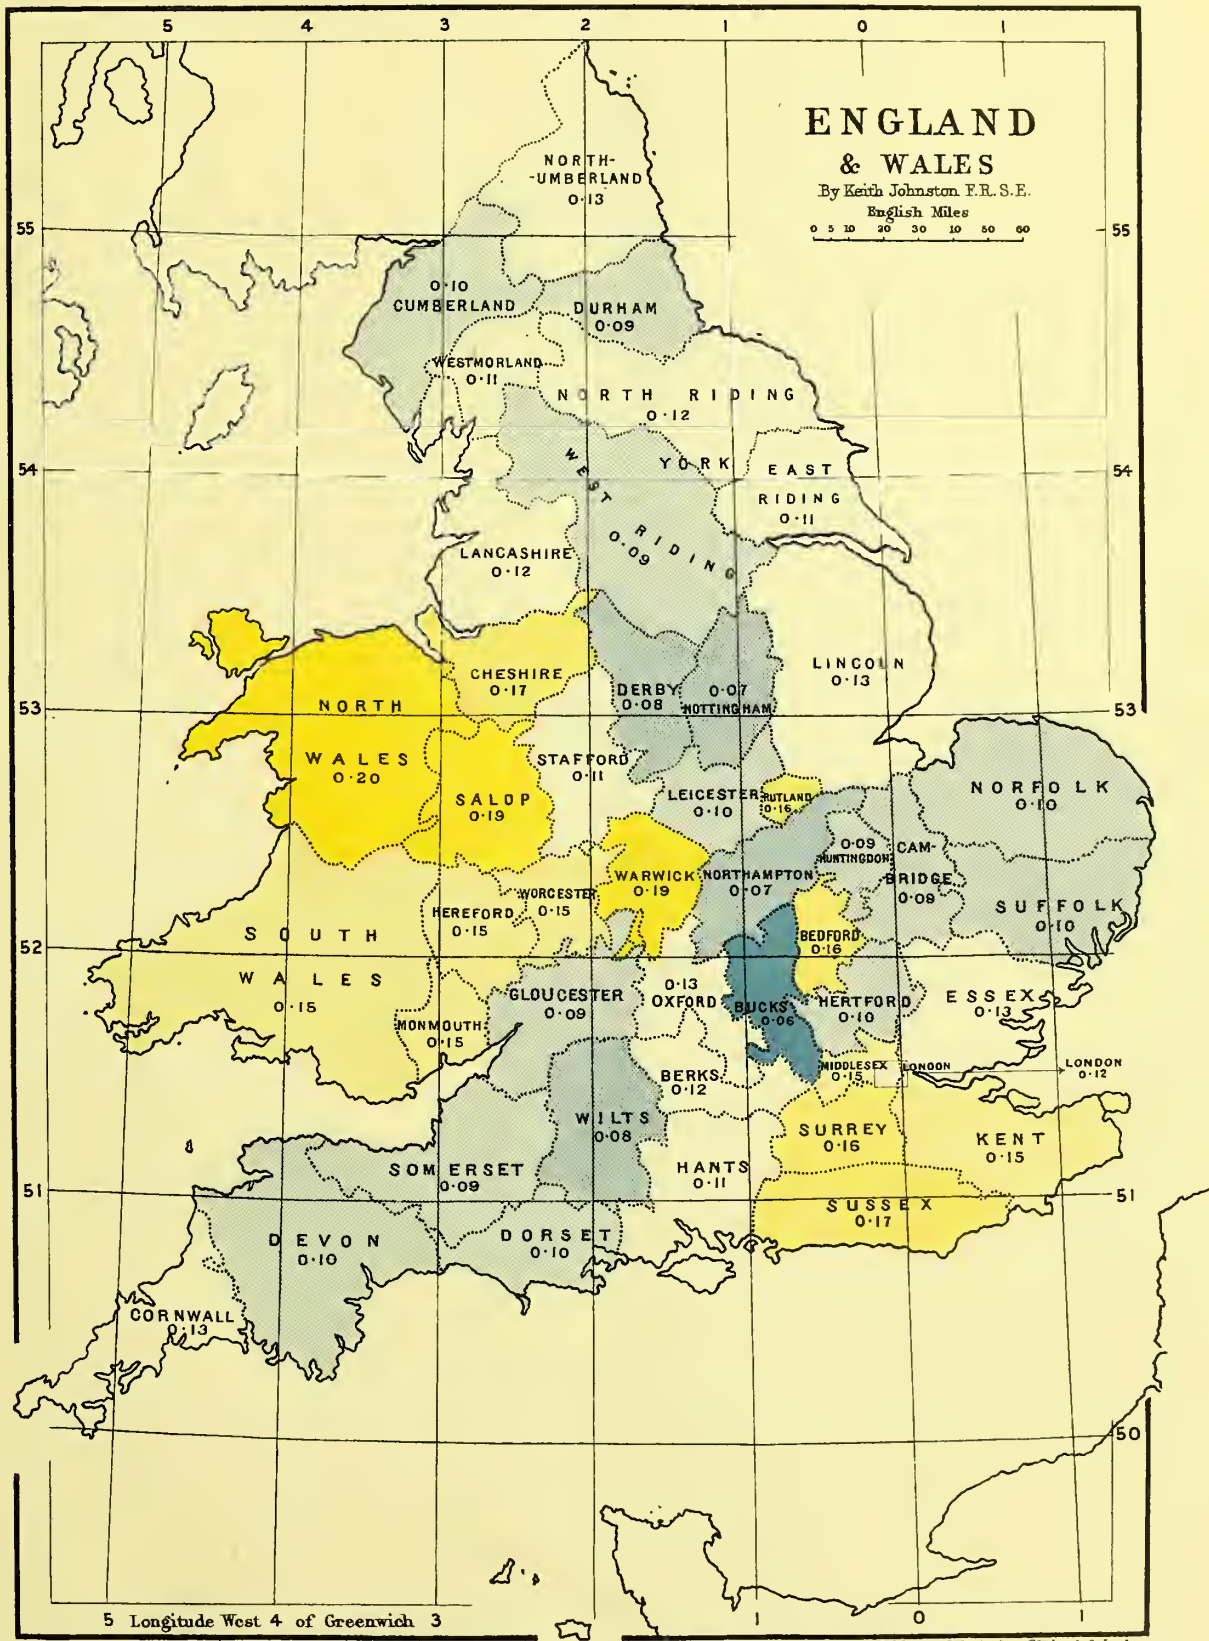 5 4 3 2 1 0 1
ENGLAND
& WALES
By Keith Johnston F.R.S.E.
English Miles
0 5 10 20 30 40 50 60
NORTH-
-UMBERLAND
0·13
55
55
0·10
CUMBERLAND
DURHAM
0·09
WESTMORLAND
0·11
NORTH RIDING
0·12
YORK
EAST
RIDING
0·11
54
54
WEST RIDING
0·09
LANCASHIRE
0·12
CHESHIRE
0·17
LINCOLN
0·13
DERBY
0·08
0·07
NOTTINGHAM
53
53
NORTH
WALES
0·20
STAFFORD
0·11
SALOP
0·19
LEICESTER
0·10
RUTLAND
0·16
NORFOLK
0·10
0·09
HUNTINGDON
CAM-
BRIDGE
0·09
WARWICK
0·19
NORTHAMPTON
0·07
WORCESTER
0·15
HEREFORD
0·15
SUFFOLK
0·10
BEDFORD
0·16
52
52
SOUTH
WALES
0·15
GLOUCESTER
0·09
0·13
OXFORD
BUCKS
0·06
HERTFORD
0·10
ESSEX
0·13
MONMOUTH
0·15
MIDDLESEX
0·15
LONDON
LONDON
0·12
BERKS
0·12
WILTS
0·08
SURREY
0·16
KENT
0·15
SOMERSET
0·09
HANTS
0·11
51
51
SUSSEX
0·17
DEVON
0·10
DORSET
0·10
CORNWALL
0·13
50
5 Longitude West 4 of Greenwich 3 1 0 1